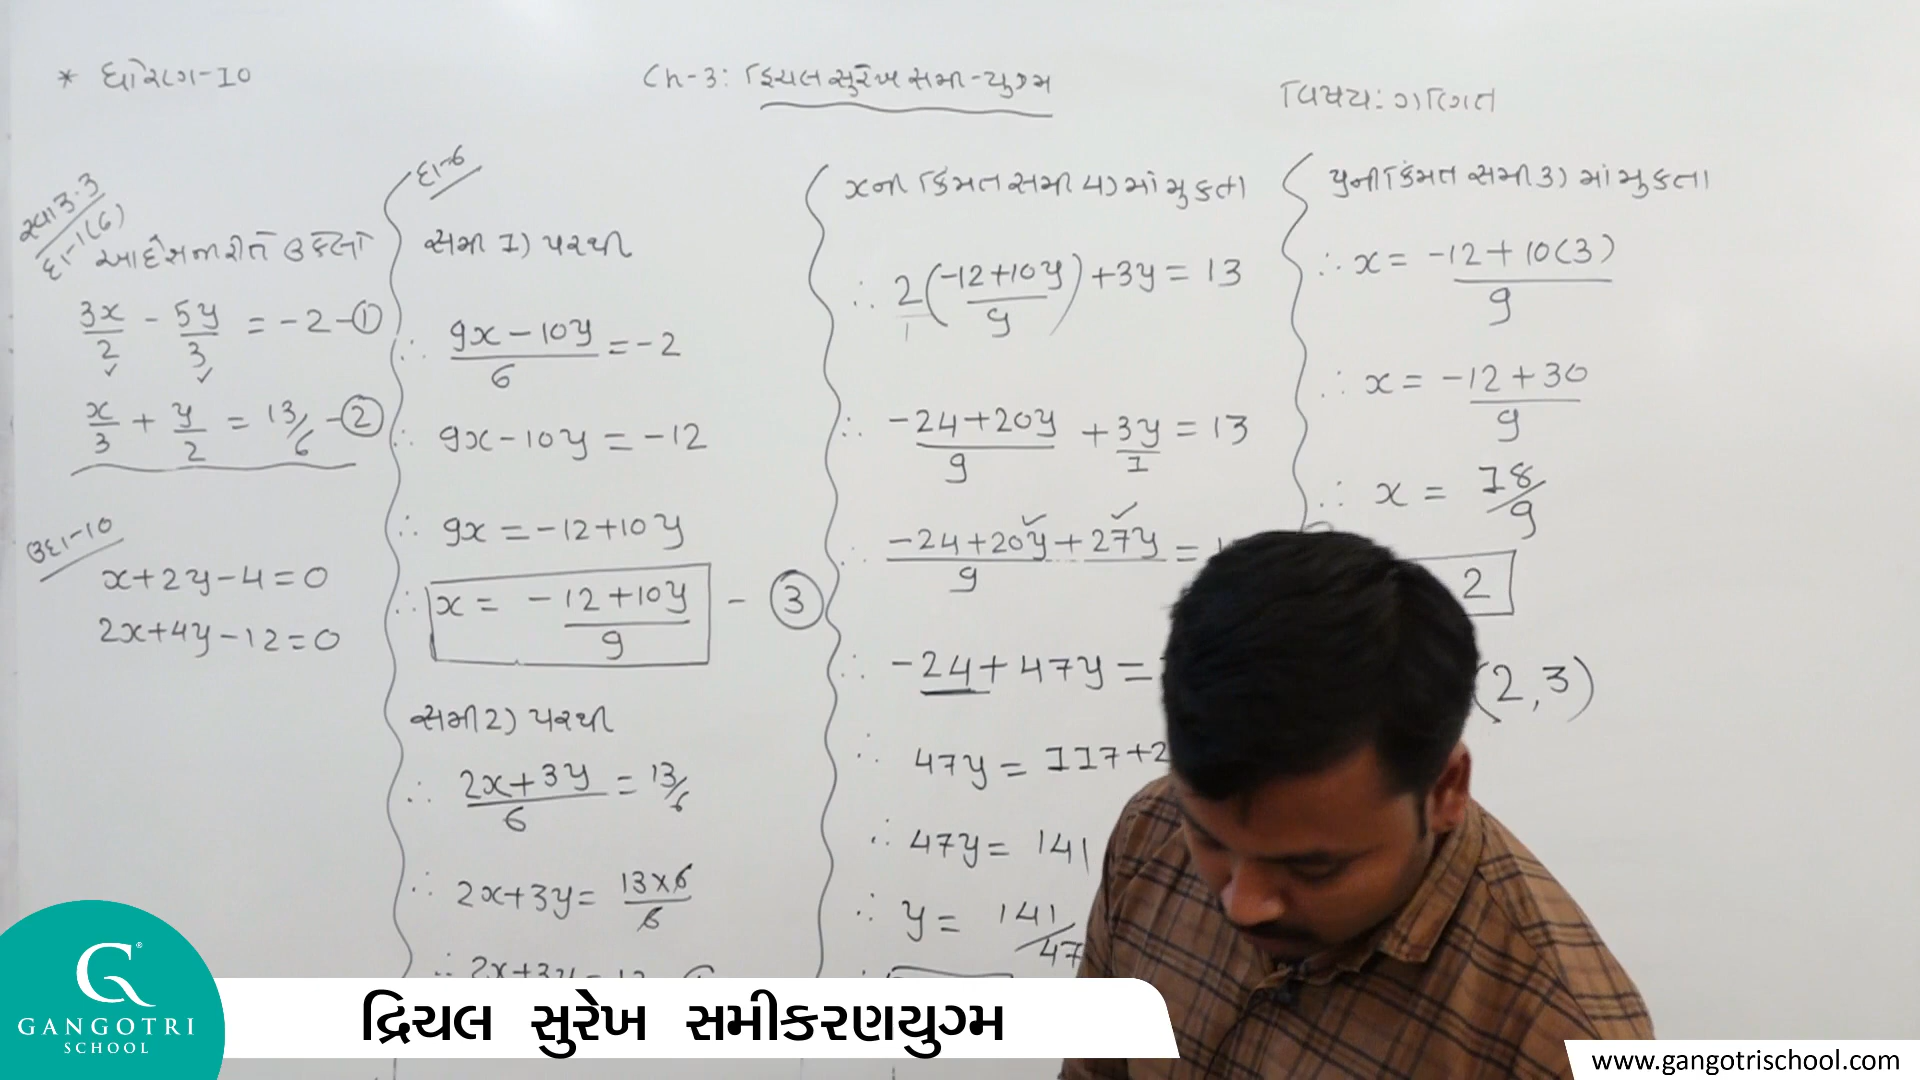 * ધોરણ-10
Ch-3: દ્વિચલ સુરેખ સમી-યુગ્મ
વિષય: ગણિત
સ્વા 3.3
દા-1(6)
આદેશની રીતે ઉકેલો
3x/2 - 5y/3 = -2 -①
x/3 + y/2 = 13/6 -②
ઉદા-10
x+2y-4=0
2x+4y-12=0
દા-6
સમી 1) પરથી
∴ (9x-10y)/6 = -2
∴ 9x-10y = -12
∴ 9x = -12+10y
∴ x = (-12+10y)/9 - ③
સમી 2) પરથી
∴ (2x+3y)/6 = 13/6
∴ 2x+3y = (13×6)/6
xની કિંમત સમી 4) માં મુકતા
∴ 2((-12+10y)/9)+3y = 13
∴ (-24+20y)/9 + 3y/1 = 13
∴ (-24+20y+27y)/9 =
∴ -24+47y =
∴ 47y = 117+2
∴ 47y = 141
∴ y = 141/47
yની કિંમત સમી 3) માં મુકતા
∴ x = (-12+10(3))/9
∴ x = (-12+30)/9
∴ x = 18/9
2
(2,3)
GANGOTRI
SCHOOL
દ્રિચલ સુરેખ સમીકરણયુગ્મ
www.gangotrischool.com